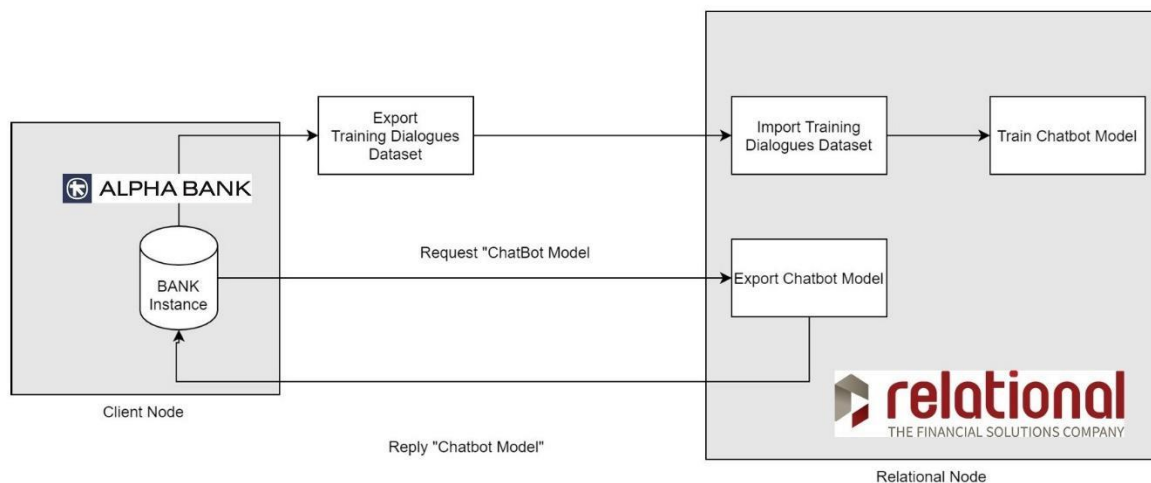 Export
Training Dialogues
Dataset
Import Training
Dialogues Dataset
Train Chatbot Model
ALPHA BANK
Request "ChatBot Model
BANK
Instance
Export Chatbot Model
relational
THE FINANCIAL SOLUTIONS COMPANY
Client Node
Reply "Chatbot Model"
Relational Node